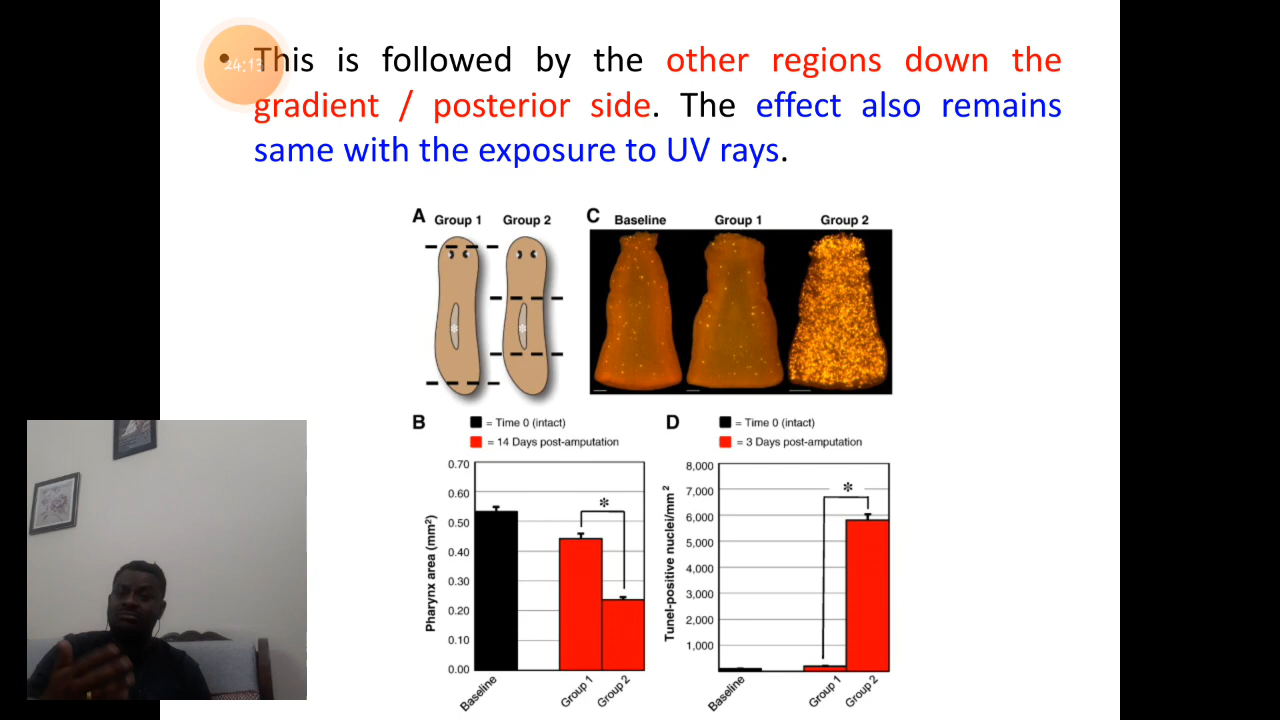 • This is followed by the other regions down the
gradient / posterior side. The effect also remains
same with the exposure to UV rays.
24:13
A Group 1 Group 2
C Baseline Group 1 Group 2
B
= Time 0 (intact)
= 14 Days post-amputation
0.70
0.60
0.50
0.40
0.30
0.20
0.10
0.00
Pharynx area (mm²)
*
Baseline
Group 1
Group 2
D
= Time 0 (intact)
= 3 Days post-amputation
8,000
7,000
6,000
5,000
4,000
3,000
2,000
1,000
Tunel-positive nuclei/mm²
*
Baseline
Group 1
Group 2